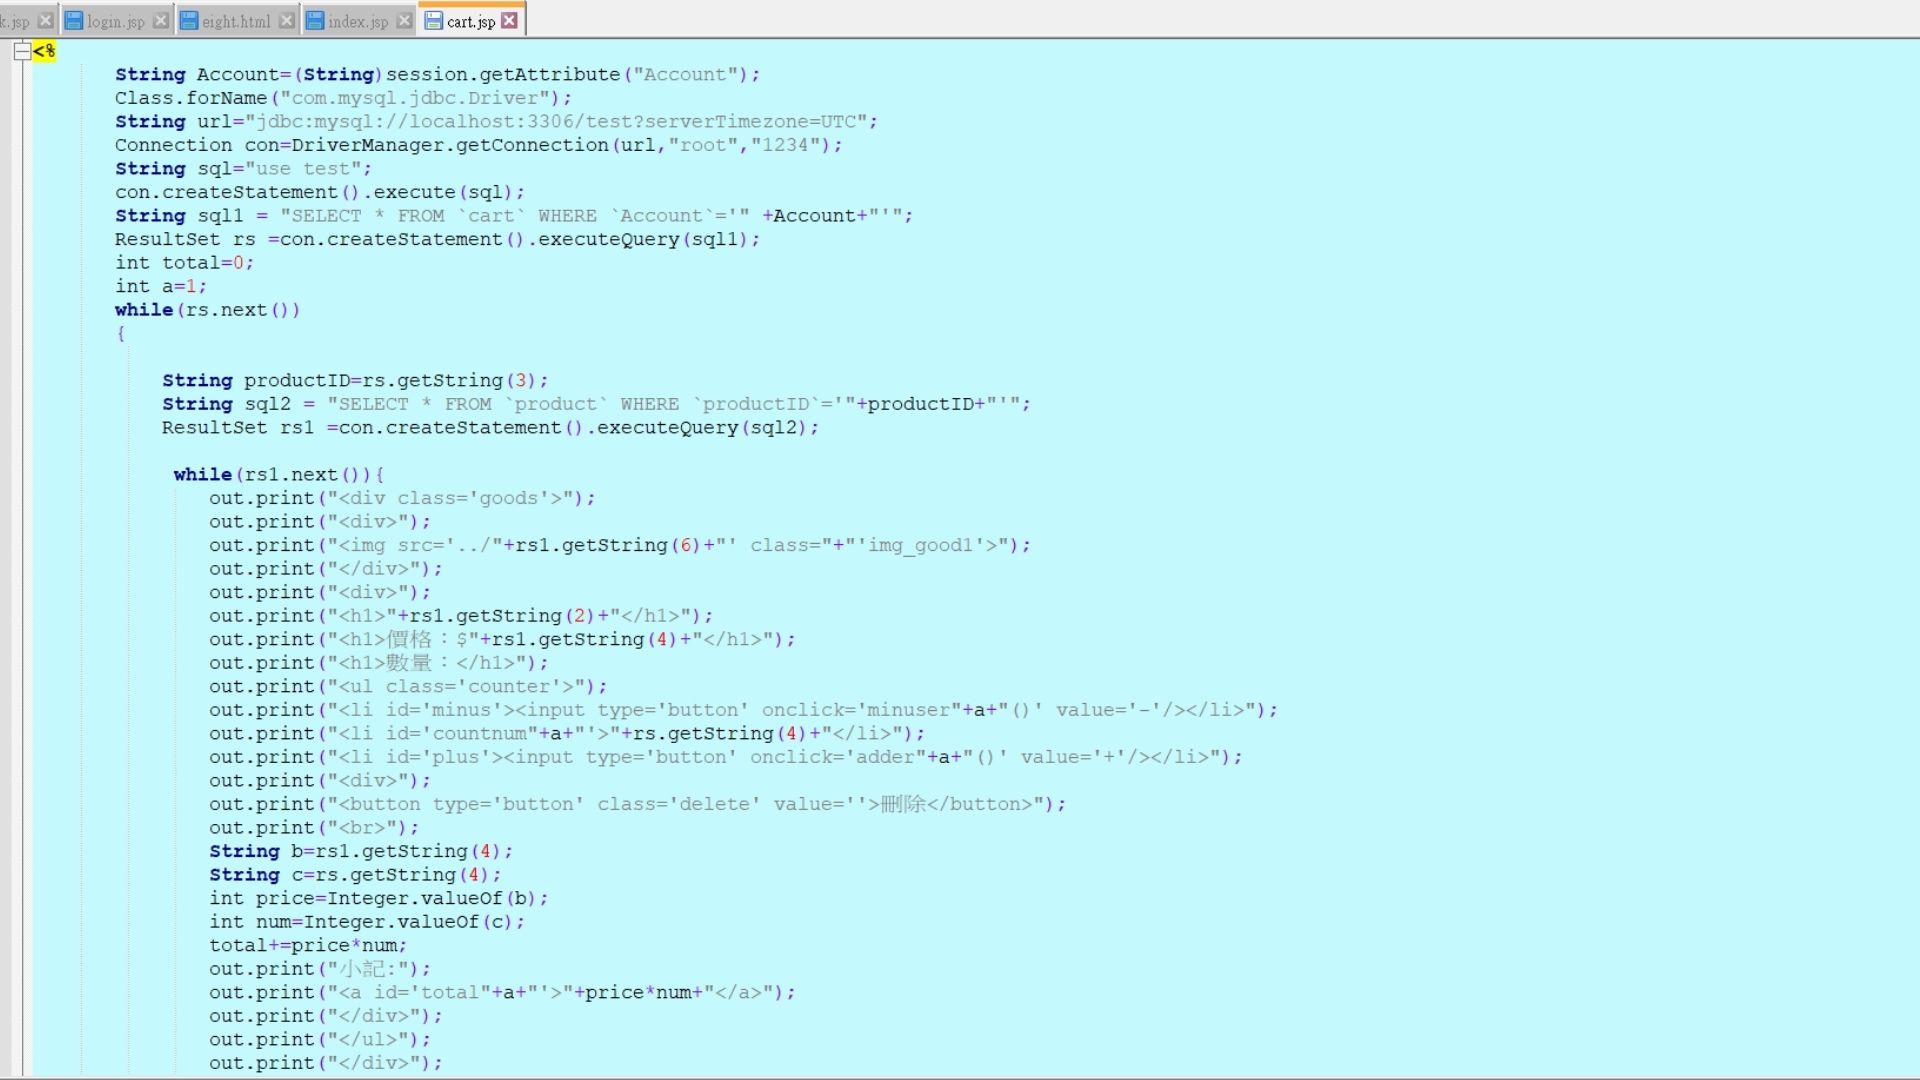 k.jsp login.jsp eight.html index.jsp cart.jsp
<%
String Account=(String)session.getAttribute("Account");
Class.forName("com.mysql.jdbc.Driver");
String url="jdbc:mysql://localhost:3306/test?serverTimezone=UTC";
Connection con=DriverManager.getConnection(url,"root","1234");
String sql="use test";
con.createStatement().execute(sql);
String sql1 = "SELECT * FROM `cart` WHERE `Account`='" +Account+"'";
ResultSet rs =con.createStatement().executeQuery(sql1);
int total=0;
int a=1;
while(rs.next())
{
String productID=rs.getString(3);
String sql2 = "SELECT * FROM `product` WHERE `productID`='"+productID+"'";
ResultSet rs1 =con.createStatement().executeQuery(sql2);
while(rs1.next()){
out.print("<div class='goods'>");
out.print("<div>");
out.print("<img src='../"+rs1.getString(6)+"' class="+"'img_good1'>");
out.print("</div>");
out.print("<div>");
out.print("<h1>"+rs1.getString(2)+"</h1>");
out.print("<h1>價格：$"+rs1.getString(4)+"</h1>");
out.print("<h1>數量：</h1>");
out.print("<ul class='counter'>");
out.print("<li id='minus'><input type='button' onclick='minuser"+a+"()' value='-'/></li>");
out.print("<li id='countnum"+a+"'>"+rs.getString(4)+"</li>");
out.print("<li id='plus'><input type='button' onclick='adder"+a+"()' value='+'/></li>");
out.print("<div>");
out.print("<button type='button' class='delete' value=''>刪除</button>");
out.print("<br>");
String b=rs1.getString(4);
String c=rs.getString(4);
int price=Integer.valueOf(b);
int num=Integer.valueOf(c);
total+=price*num;
out.print("小記:");
out.print("<a id='total"+a+"'>"+price*num+"</a>");
out.print("</div>");
out.print("</ul>");
out.print("</div>");